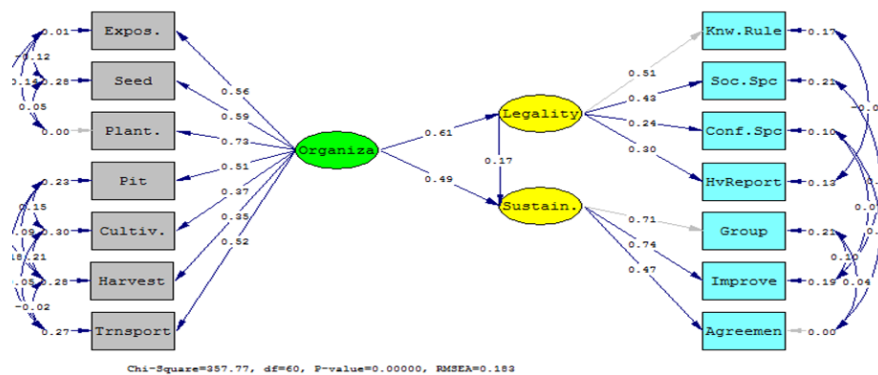 0.01 Expos. Knw.Rule 0.17
-0.12
0.14 0.28 Seed 0.56 0.51 Soc.Spc 0.21
0.05 0.59 Legality 0.43
0.00 Plant. 0.73 0.61 0.24 Conf.Spc 0.10
Organiza
0.23 Pit 0.51 0.17 0.30 HvReport 0.13
0.15 0.37 0.49
0.30 Cultiv. 0.35 Sustain. 0.71 Group 0.21
0.52 0.74 0.10
0.28 Harvest 0.47 Improve 0.19 0.04
-0.02
0.27 Trnsport Agreemen 0.00
Chi-Square=357.77, df=60, P-value=0.00000, RMSEA=0.183